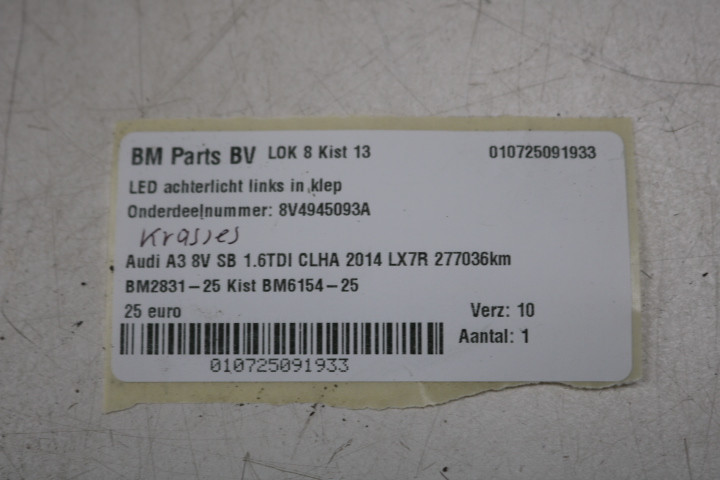 BM Parts BV LOK 8 Kist 13 010725091933
LED achterlicht links in klep
Onderdeelnummer: 8V4945093A
Krasjes
Audi A3 8V SB 1.6TDI CLHA 2014 LX7R 277036km
BM2831-25 Kist BM6154-25
25 euro Verz: 10
Aantal: 1
010725091933